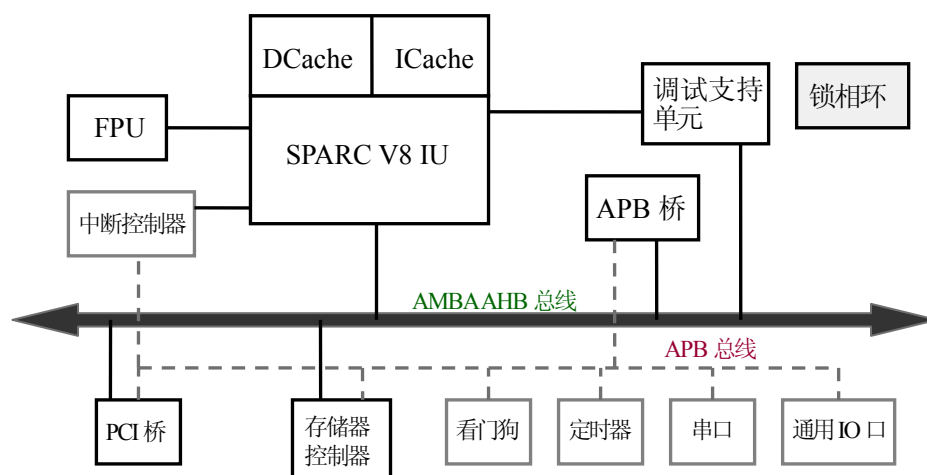 DCache
ICache
调试支持
单元
锁相环
FPU
SPARC V8 IU
中断控制器
APB 桥
AMBA AHB 总线
APB 总线
PCI 桥
存储器
控制器
看门狗
定时器
串口
通用 IO 口